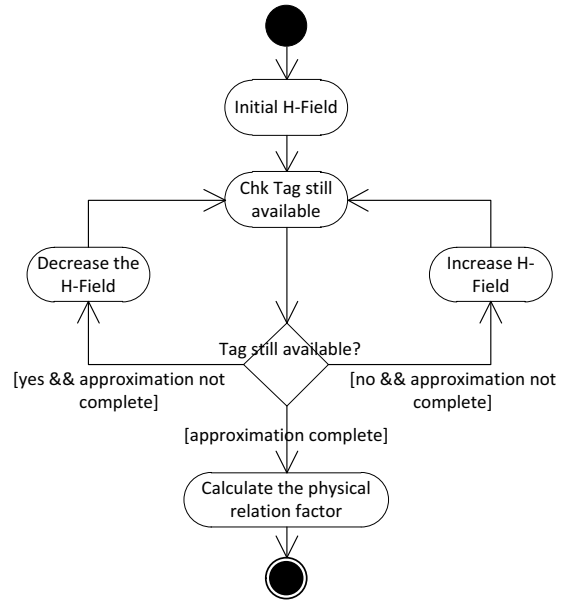 Initial H-Field
Chk Tag still
available
Decrease the
H-Field
Increase H-
Field
Tag still available?
[yes && approximation not
complete]
[no && approximation not
complete]
[approximation complete]
Calculate the physical
relation factor